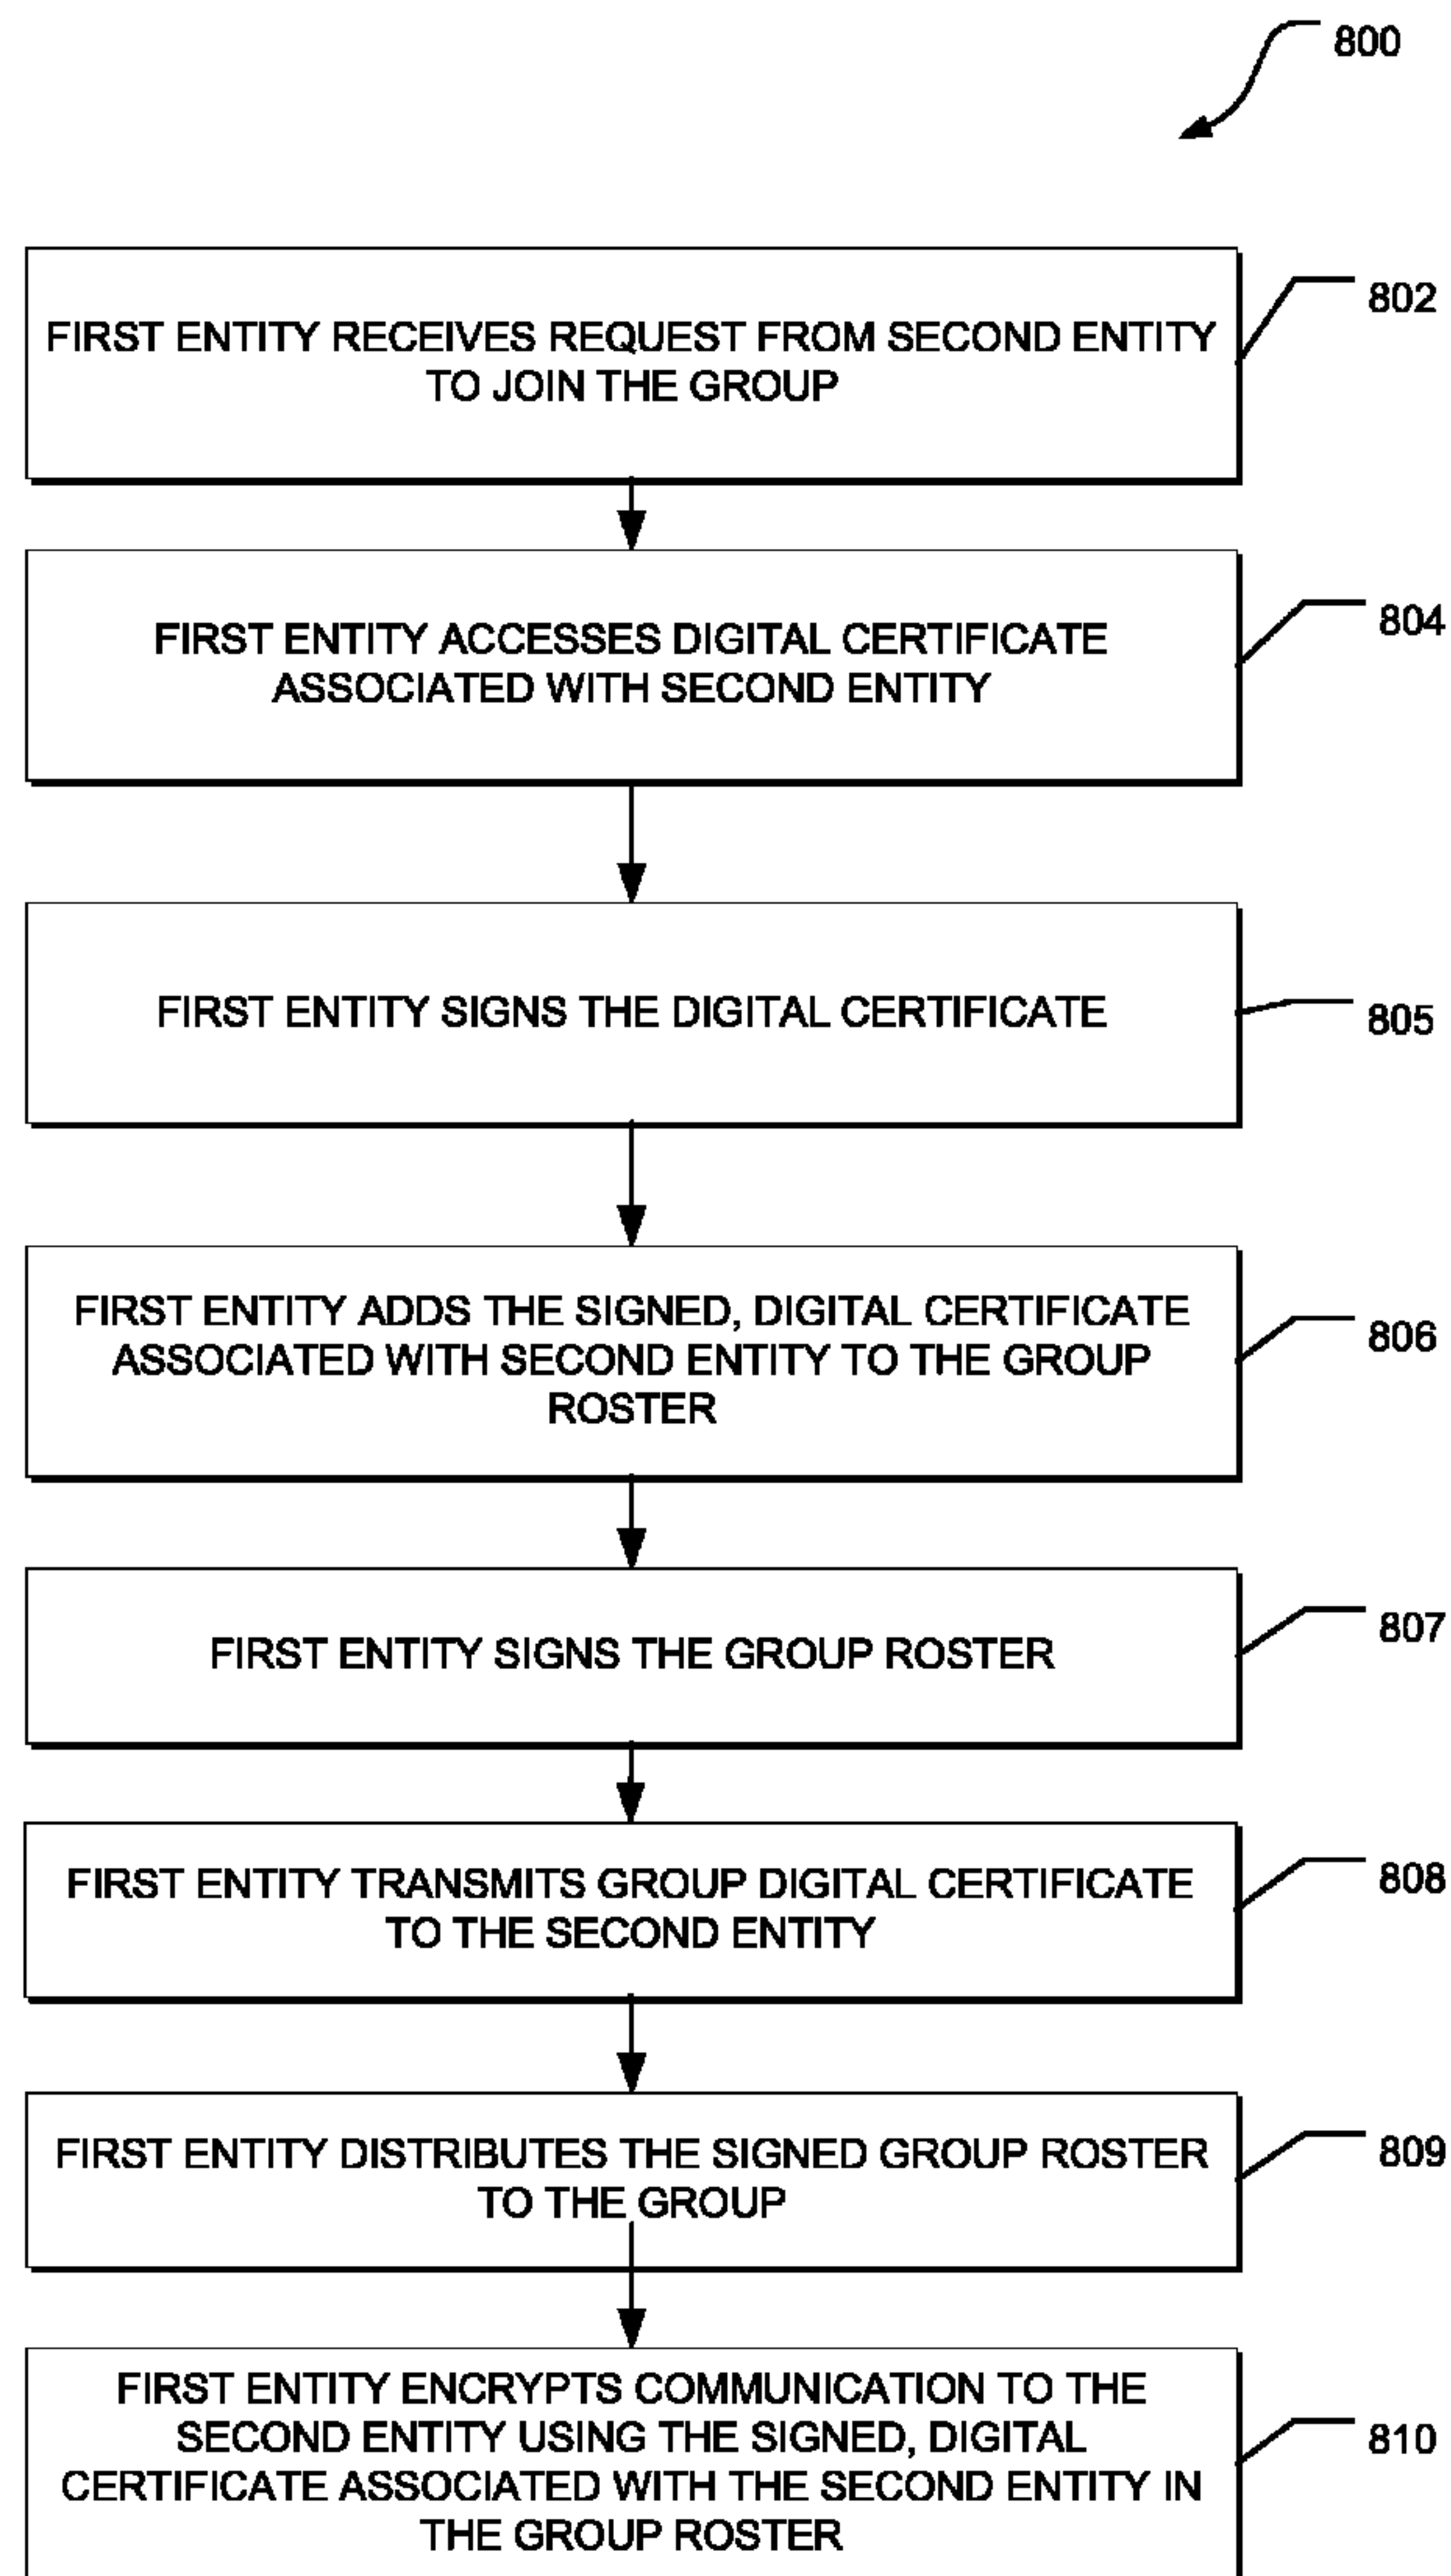 800
FIRST ENTITY RECEIVES REQUEST FROM SECOND ENTITY
TO JOIN THE GROUP
802
FIRST ENTITY ACCESSES DIGITAL CERTIFICATE
ASSOCIATED WITH SECOND ENTITY
804
FIRST ENTITY SIGNS THE DIGITAL CERTIFICATE
805
FIRST ENTITY ADDS THE SIGNED, DIGITAL CERTIFICATE
ASSOCIATED WITH SECOND ENTITY TO THE GROUP
ROSTER
806
FIRST ENTITY SIGNS THE GROUP ROSTER
807
FIRST ENTITY TRANSMITS GROUP DIGITAL CERTIFICATE
TO THE SECOND ENTITY
808
FIRST ENTITY DISTRIBUTES THE SIGNED GROUP ROSTER
TO THE GROUP
809
FIRST ENTITY ENCRYPTS COMMUNICATION TO THE
SECOND ENTITY USING THE SIGNED, DIGITAL
CERTIFICATE ASSOCIATED WITH THE SECOND ENTITY IN
THE GROUP ROSTER
810